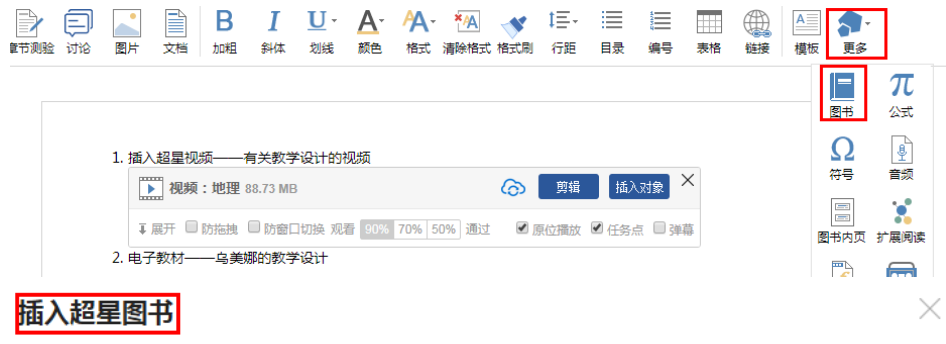 章节测验 讨论 图片 文档 加粗 斜体 划线 颜色 格式 清除格式 格式刷 行距 目录 编号 表格 链接 模板 更多
图书 公式
1. 插入超星视频——有关教学设计的视频
符号 音频
视频：地理 88.73 MB 剪辑 插入对象
展开 防拖拽 防窗口切换 观看 90% 70% 50% 通过 原位播放 任务点 弹幕
图书内页 扩展阅读
2. 电子教材——乌美娜的教学设计
插入超星图书